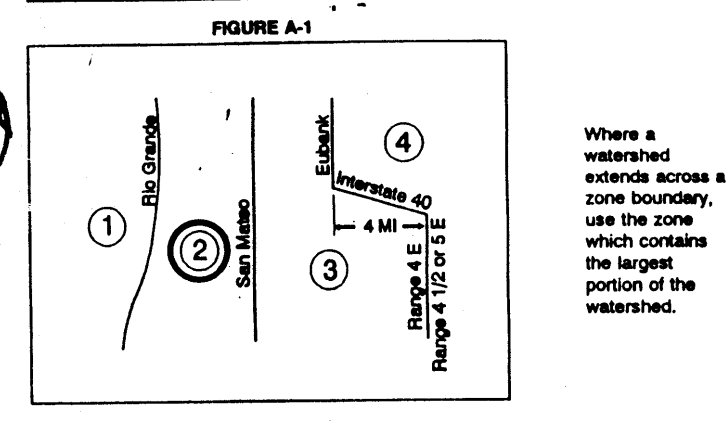 FIGURE A-1
Rio Grande
San Mateo
Eubank
Interstate 40
4 MI
Range 4 E
Range 4 1/2 or 5 E
1
2
3
4
Where a
watershed
extends across a
zone boundary,
use the zone
which contains
the largest
portion of the
watershed.